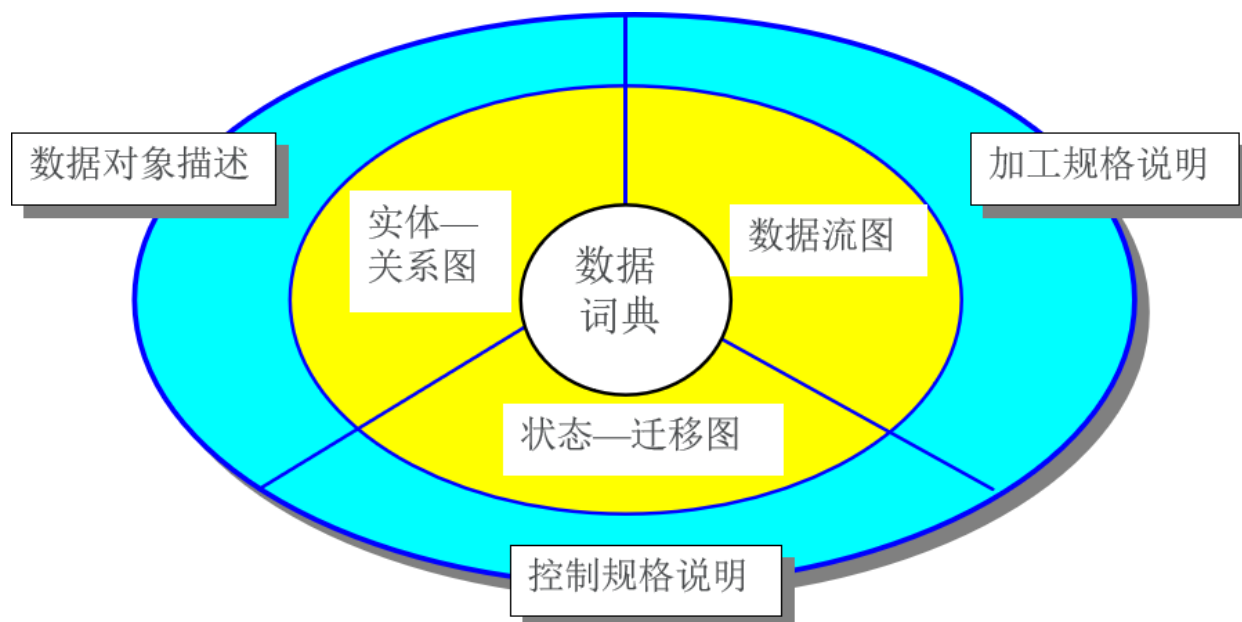 数据对象描述
加工规格说明
实体—
关系图
数据流图
数据
词典
状态—迁移图
控制规格说明